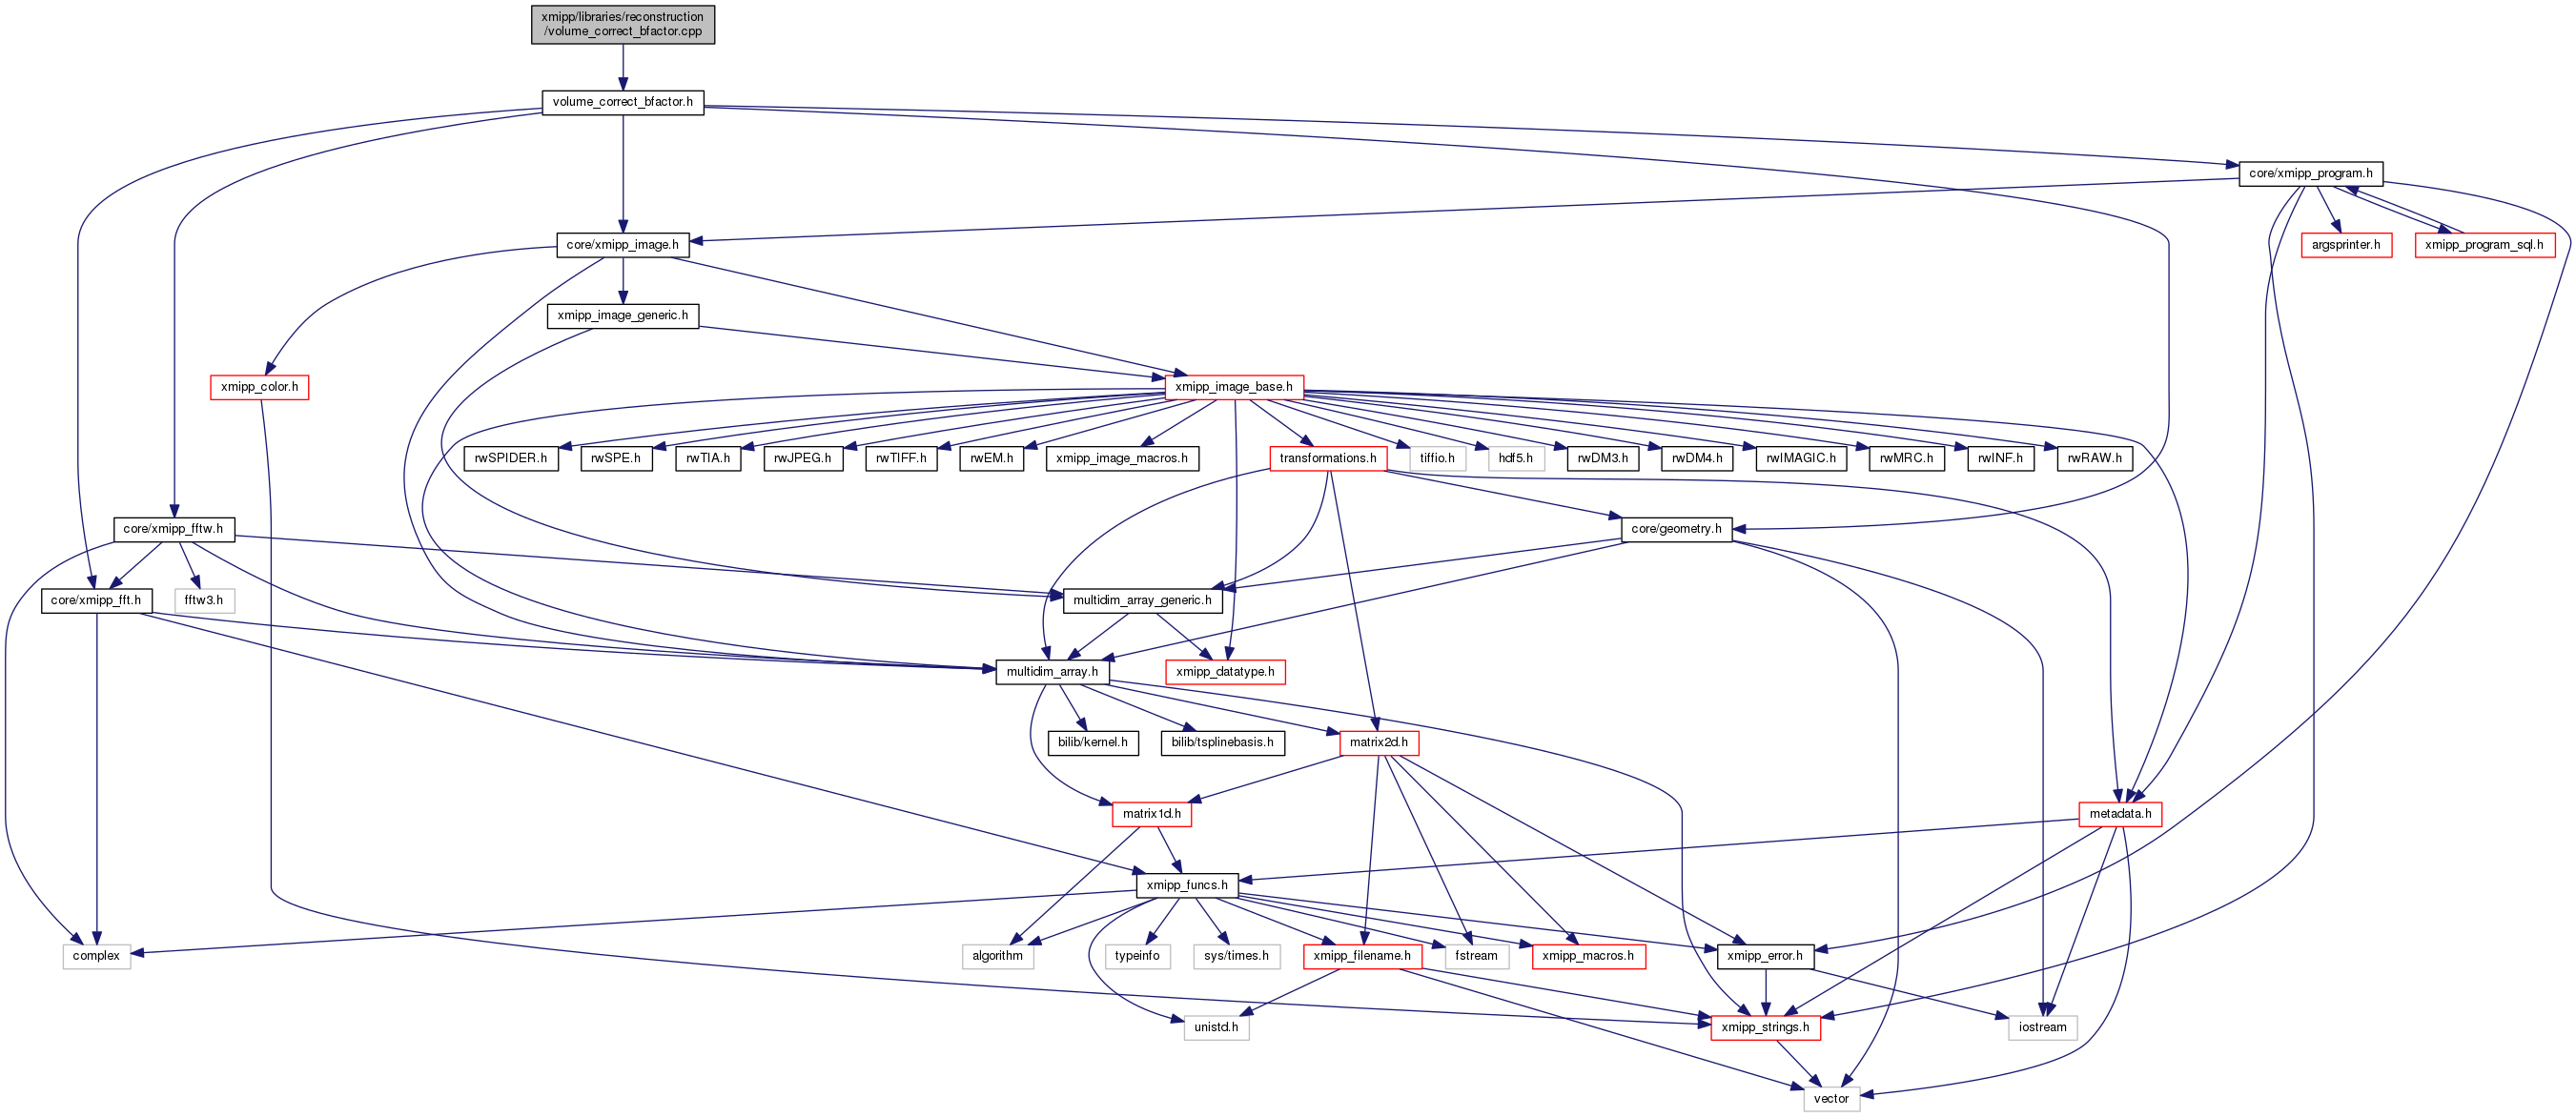 xmipp/libraries/reconstruction
/volume_correct_bfactor.cpp
volume_correct_bfactor.h
core/xmipp_program.h
core/xmipp_image.h
argsprinter.h
xmipp_program_sql.h
xmipp_image_generic.h
xmipp_color.h
xmipp_image_base.h
rwSPIDER.h
rwSPE.h
rwTIA.h
rwJPEG.h
rwTIFF.h
rwEM.h
xmipp_image_macros.h
transformations.h
tiffio.h
hdf5.h
rwDM3.h
rwDM4.h
rwIMAGIC.h
rwMRC.h
rwINF.h
rwRAW.h
core/xmipp_fftw.h
core/geometry.h
core/xmipp_fft.h
fftw3.h
multidim_array_generic.h
multidim_array.h
xmipp_datatype.h
bilib/kernel.h
bilib/tsplinebasis.h
matrix2d.h
matrix1d.h
metadata.h
xmipp_funcs.h
complex
algorithm
typeinfo
sys/times.h
xmipp_filename.h
fstream
xmipp_macros.h
xmipp_error.h
unistd.h
xmipp_strings.h
iostream
vector